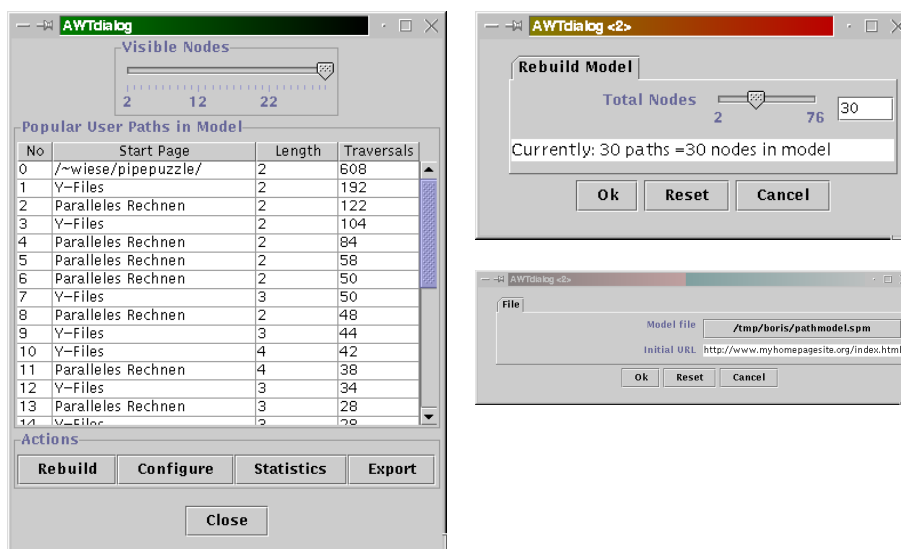 AWTdialog
Visible Nodes
2 12 22
Popular User Paths in Model
No Start Page Length Traversals
0 /~wiese/pipepuzzle/ 2 608
1 Y-Files 2 192
2 Paralleles Rechnen 2 122
3 Y-Files 2 104
4 Paralleles Rechnen 2 84
5 Paralleles Rechnen 2 58
6 Paralleles Rechnen 2 50
7 Y-Files 3 50
8 Paralleles Rechnen 2 48
9 Y-Files 3 44
10 Y-Files 4 42
11 Paralleles Rechnen 4 38
12 Y-Files 3 34
13 Paralleles Rechnen 3 28
14 Y-Files 3 28
Actions
Rebuild Configure Statistics Export
Close
AWTdialog <2>
Rebuild Model
Total Nodes 30
2 76
Currently: 30 paths =30 nodes in model
Ok Reset Cancel
AWTdialog <2>
File
Model file /tmp/boris/pathmodel.spm
Initial URL http://www.myhomepagesite.org/index.html
Ok Reset Cancel